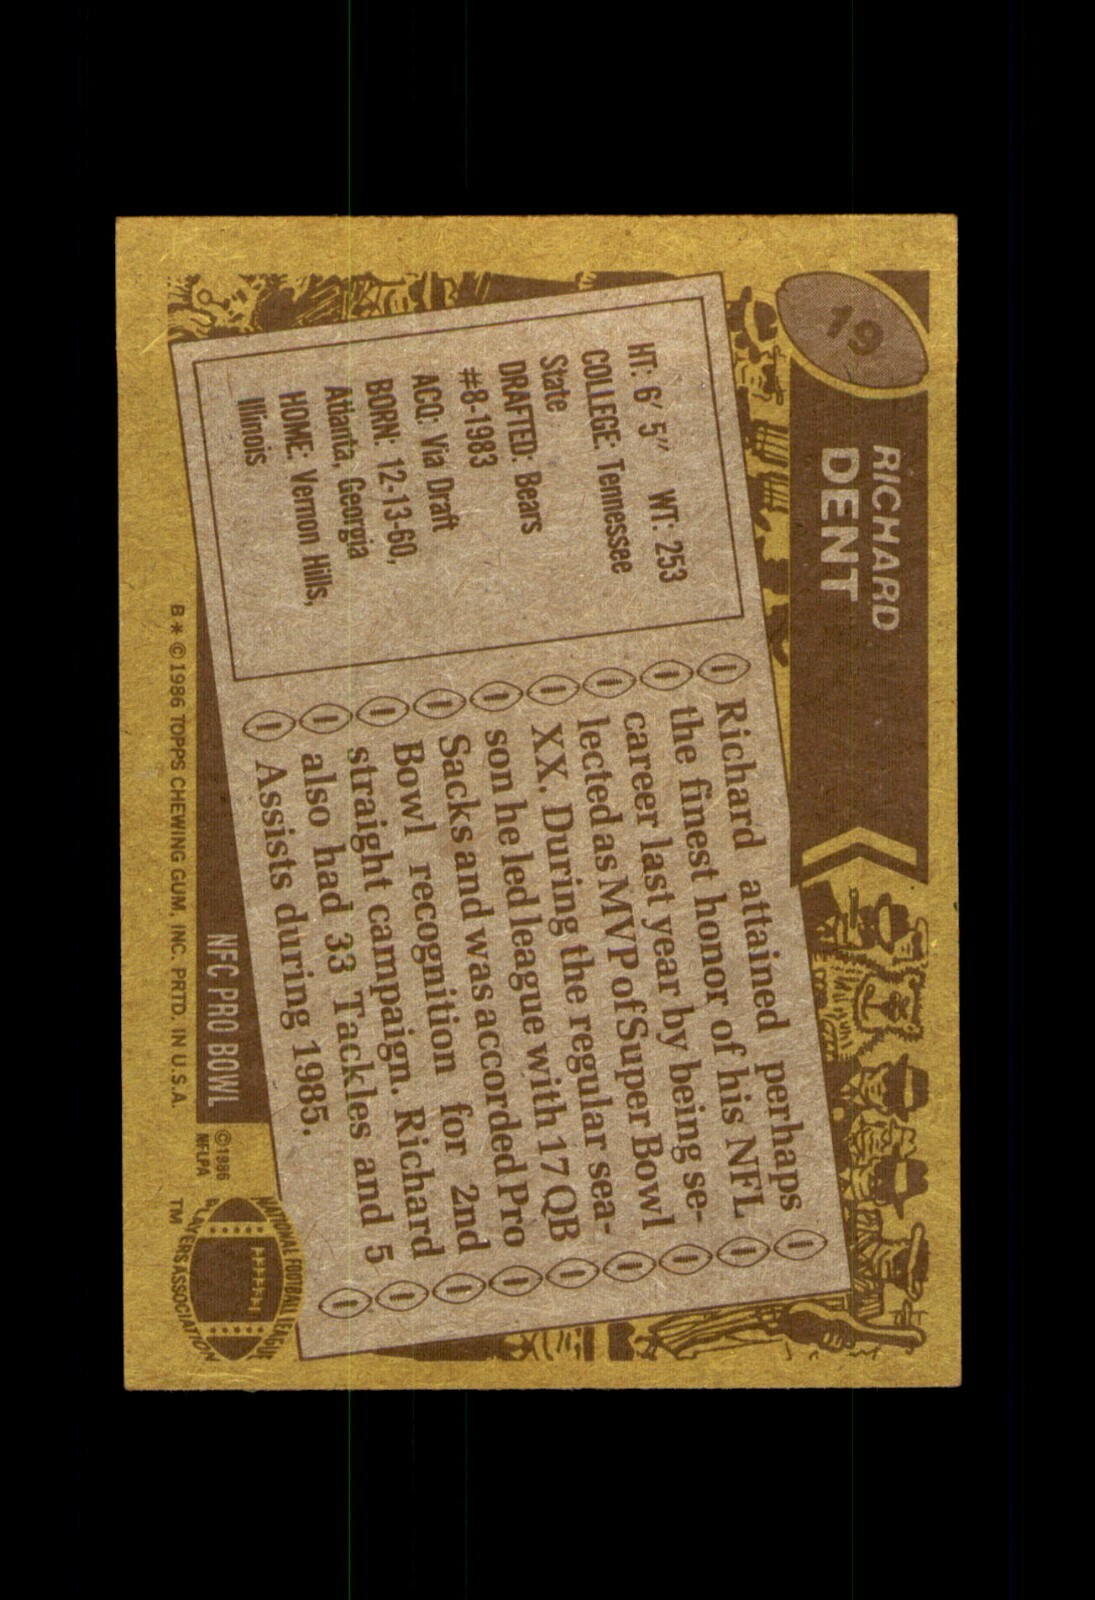 19
RICHARD
DENT
HT: 6' 5" WT: 253
COLLEGE: Tennessee
State
DRAFTED: Bears
#8-1983
ACQ: Via Draft
BORN: 12-13-60,
Atlanta, Georgia
HOME: Vernon Hills,
Illinois
Richard attained perhaps
the finest honor of his NFL
career last year by being se-
lected as MVP of Super Bowl
XX. During the regular sea-
son he led league with 17 QB
Sacks and was accorded Pro
Bowl recognition for 2nd
straight campaign. Richard
also had 33 Tackles and 5
Assists during 1985.
NFC PRO BOWL
©1986
NFLPA
NATIONAL FOOTBALL LEAGUE
PLAYERS ASSOCIATION
TM
B * © 1986 TOPPS CHEWING GUM, INC. PRTD. IN U.S.A.